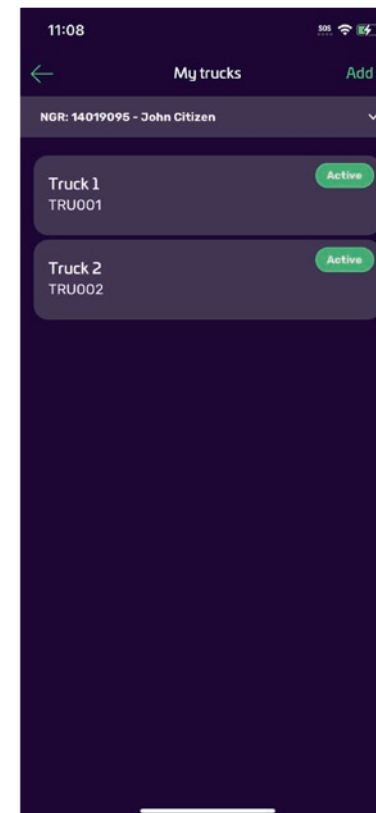 11:08
SOS
My trucks
Add
NGR: 14019095 - John Citizen
Truck 1
Active
TRU001
Truck 2
Active
TRU002